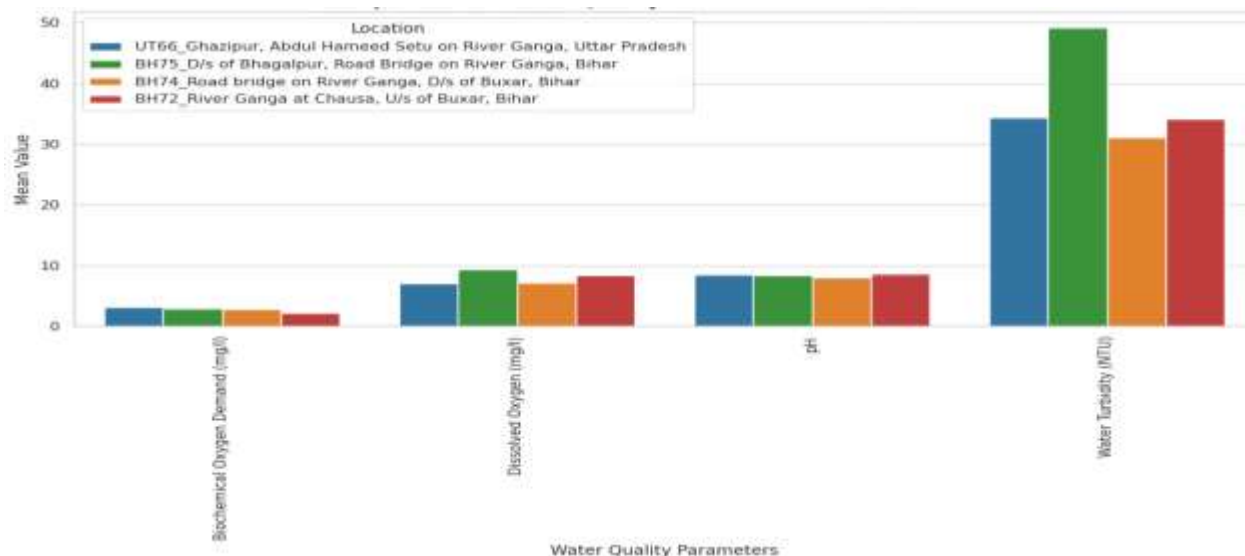 Location
UT66_Ghazipur, Abdul Hameed Setu on River Ganga, Uttar Pradesh
BH75_D/s of Bhagalpur, Road Bridge on River Ganga, Bihar
BH74_Road bridge on River Ganga, D/s of Buxar, Bihar
BH72_River Ganga at Chausa, U/s of Buxar, Bihar
50
40
30
20
10
0
Mean Value
Biochemical Oxygen Demand (mg/l)
Dissolved Oxygen (mg/l)
pH
Water Turbidity (NTU)
Water Quality Parameters